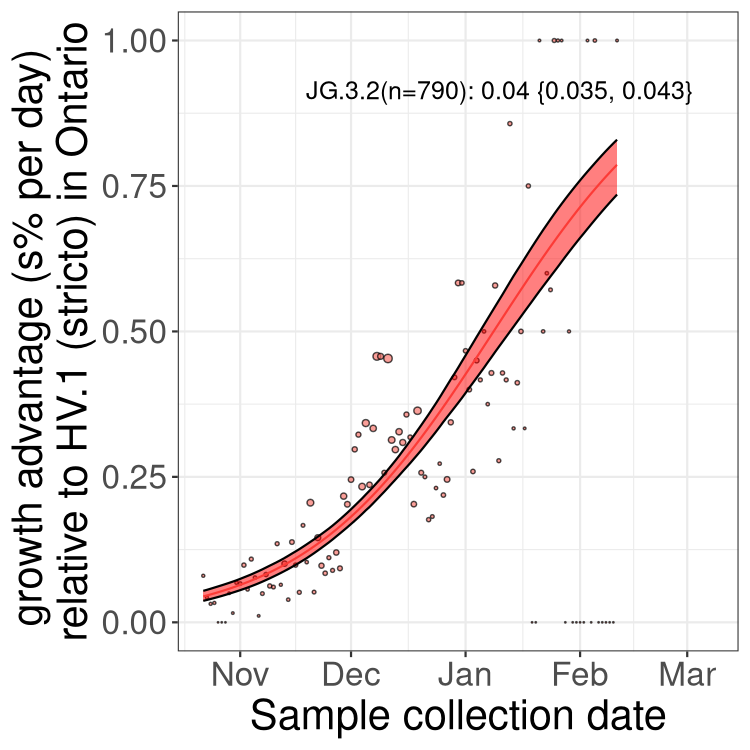 growth advantage (s% per day)
relative to HV.1 (stricto) in Ontario
1.00
0.75
0.50
0.25
0.00
JG.3.2(n=790): 0.04 {0.035, 0.043}
Nov Dec Jan Feb Mar
Sample collection date